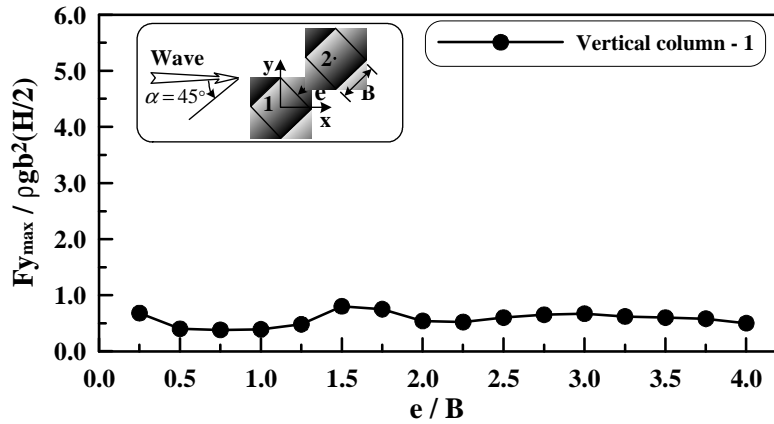 6.0
5.0
4.0
3.0
2.0
1.0
0.0
Fy max / ρgb²(H/2)
Wave
α = 45°
y
x
1
2
e
B
Vertical column - 1
0.0 0.5 1.0 1.5 2.0 2.5 3.0 3.5 4.0
e / B